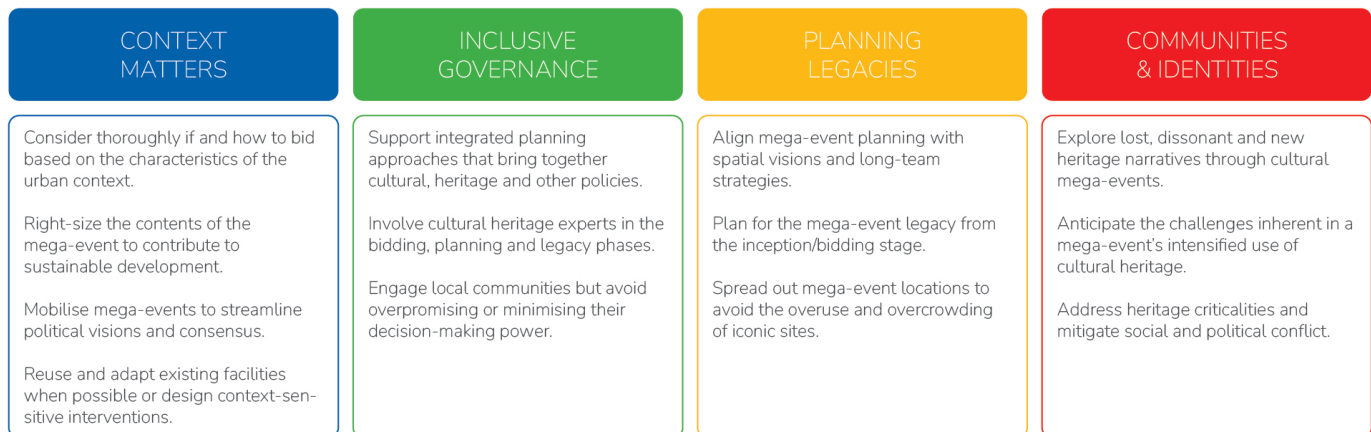 CONTEXT
MATTERS
Consider thoroughly if and how to bid
based on the characteristics of the
urban context.
Right-size the contents of the
mega-event to contribute to
sustainable development.
Mobilise mega-events to streamline
political visions and consensus.
Reuse and adapt existing facilities
when possible or design context-sen-
sitive interventions.
INCLUSIVE
GOVERNANCE
Support integrated planning
approaches that bring together
cultural, heritage and other policies.
Involve cultural heritage experts in the
bidding, planning and legacy phases.
Engage local communities but avoid
overpromising or minimising their
decision-making power.
PLANNING
LEGACIES
Align mega-event planning with
spatial visions and long-team
strategies.
Plan for the mega-event legacy from
the inception/bidding stage.
Spread out mega-event locations to
avoid the overuse and overcrowding
of iconic sites.
COMMUNITIES
& IDENTITIES
Explore lost, dissonant and new
heritage narratives through cultural
mega-events.
Anticipate the challenges inherent in a
mega-event's intensified use of
cultural heritage.
Address heritage criticalities and
mitigate social and political conflict.